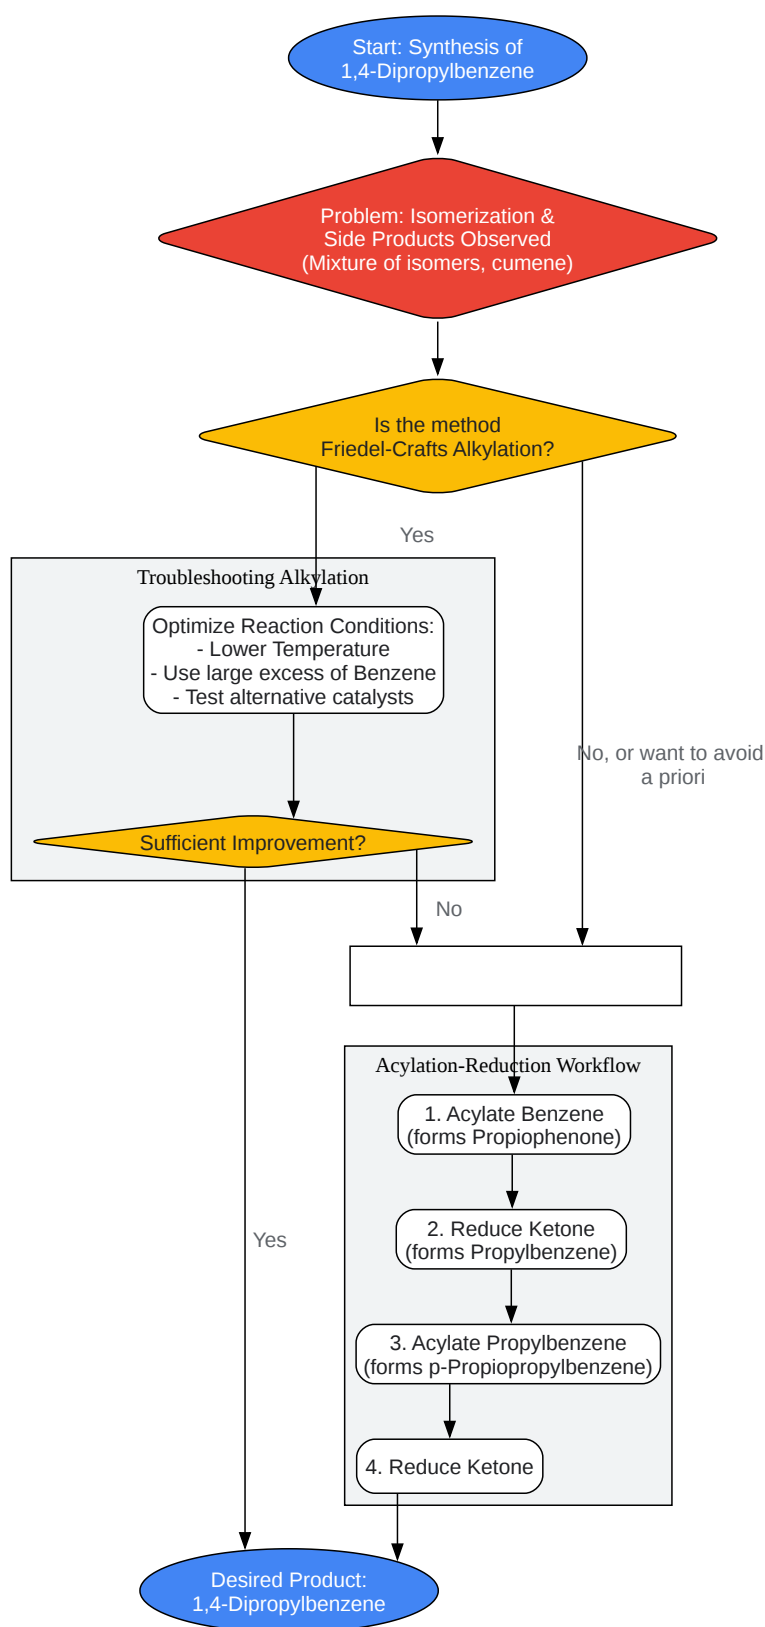 Start: Synthesis of
1,4-Dipropylbenzene
Problem: Isomerization &
Side Products Observed
(Mixture of isomers, cumene)
Is the method
Friedel-Crafts Alkylation?
Yes
Troubleshooting Alkylation
Optimize Reaction Conditions:
- Lower Temperature
- Use large excess of Benzene
- Test alternative catalysts
No, or want to avoid
a priori
Sufficient Improvement?
No
Acylation-Reduction Workflow
1. Acylate Benzene
(forms Propiophenone)
2. Reduce Ketone
(forms Propylbenzene)
Yes
3. Acylate Propylbenzene
(forms p-Propiopropylbenzene)
4. Reduce Ketone
Desired Product:
1,4-Dipropylbenzene